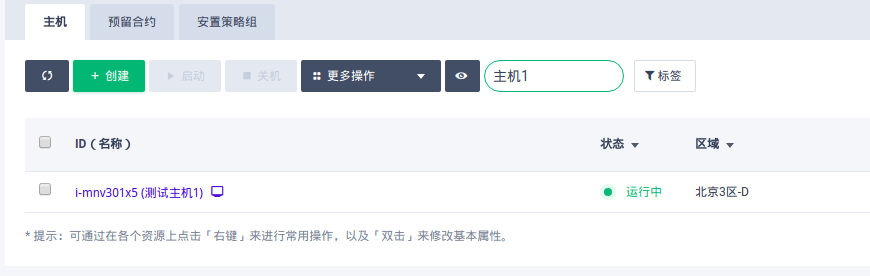 主机 预留合约 安置策略组
+ 创建 启动 关机 更多操作 主机1 标签
ID（名称） 状态 区域
i-mnv301x5 (测试主机1) 运行中 北京3区-D
* 提示：可通过在各个资源上点击「右键」来进行常用操作，以及「双击」来修改基本属性。